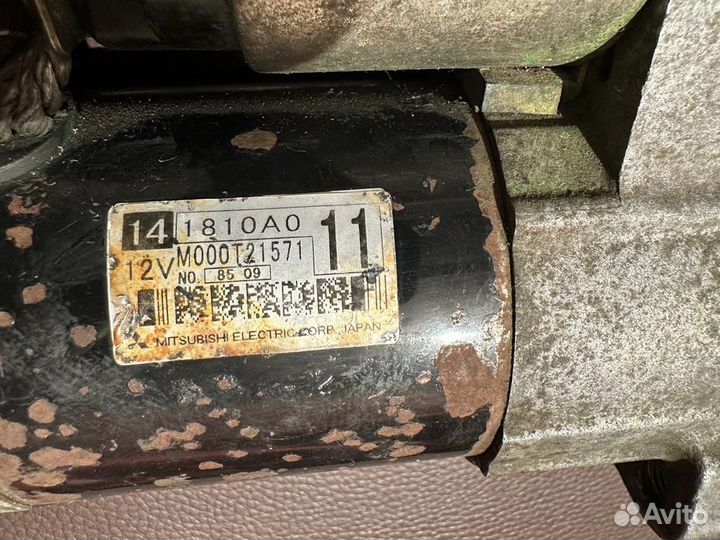 14 1810A0 11
12V M000T21571
NO. 85 09
MITSUBISHI ELECTRIC CORP. JAPAN
Avito